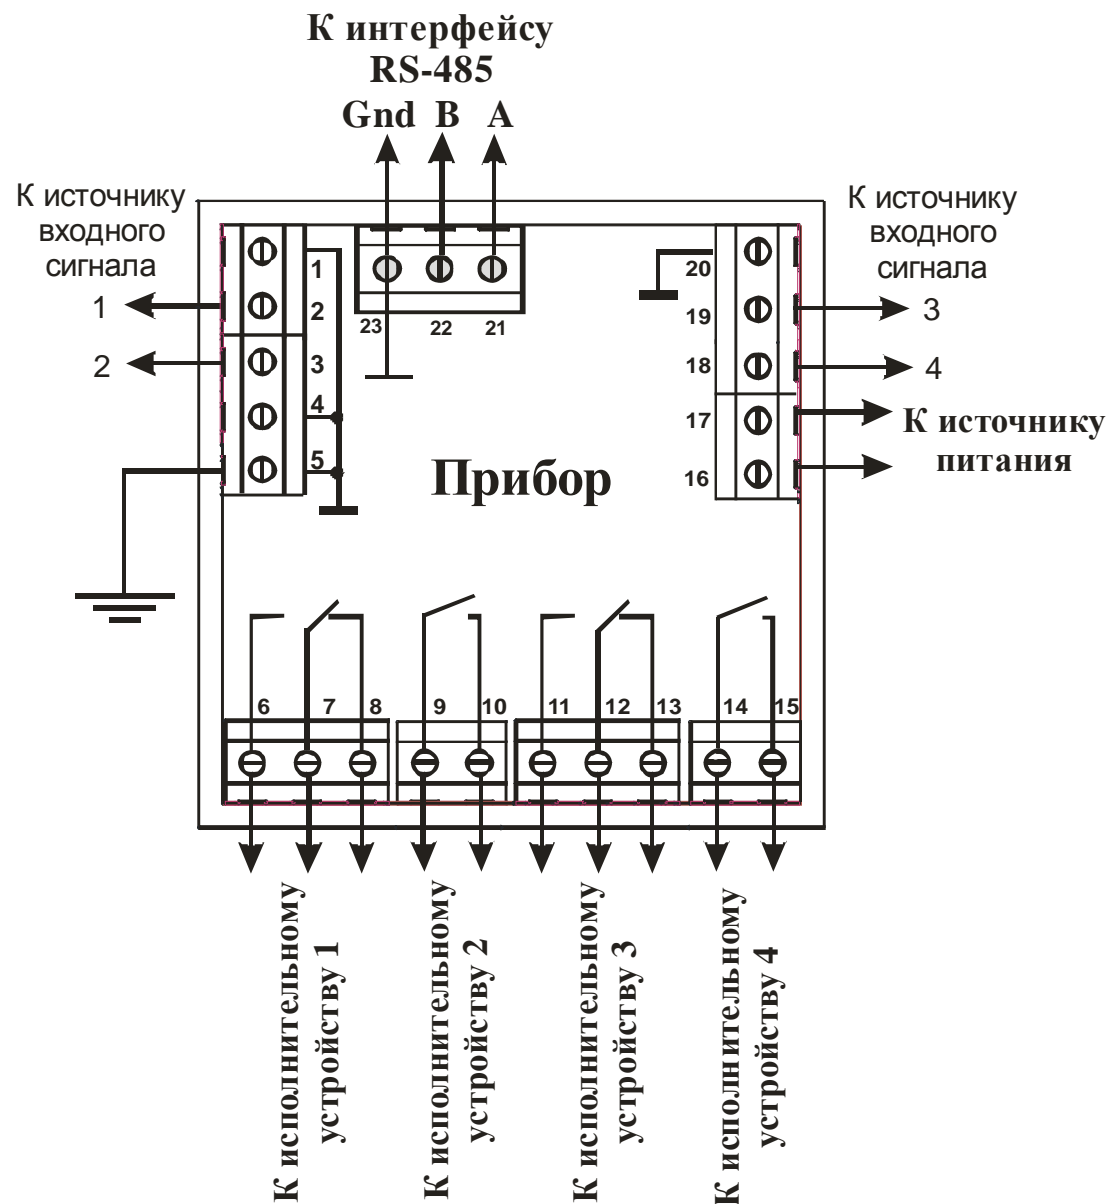 К интерфейсу
RS-485
Gnd B A
К источнику
входного
сигнала
1
2
К источнику
входного
сигнала
3
4
К источнику
питания
1
2
3
4
5
23 22 21
20
19
18
17
16
Прибор
6 7 8 9 10 11 12 13 14 15
К исполнительному
устройству 1
К исполнительному
устройству 2
К исполнительному
устройству 3
К исполнительному
устройству 4